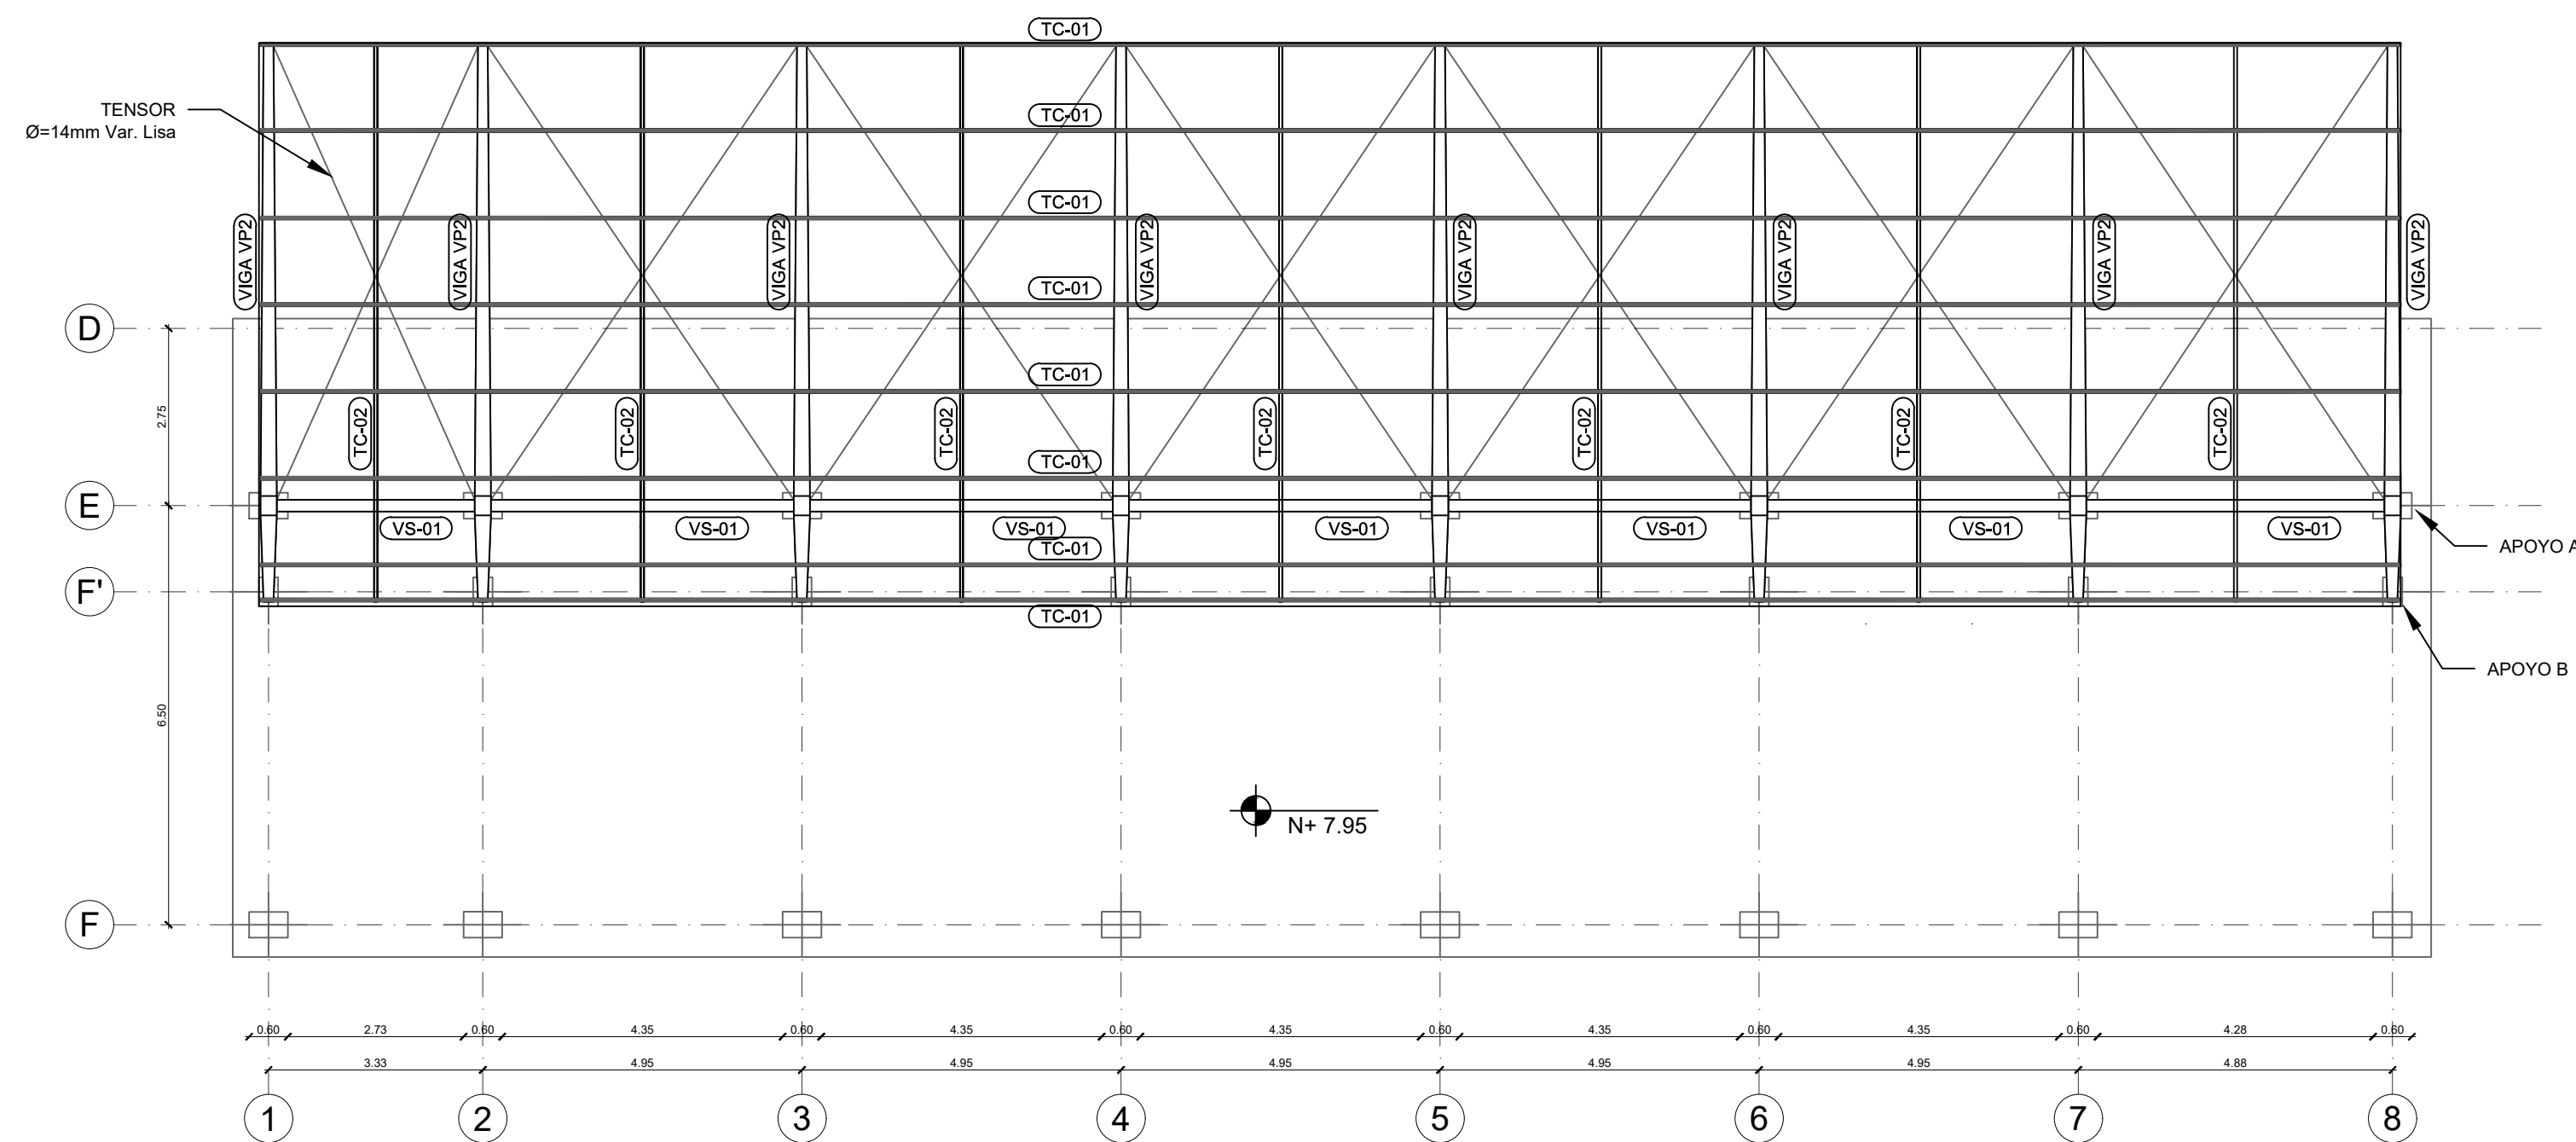 TC-01
TENSOR
Ø=14mm Var. Lisa
TC-01
TC-01
VIGA VP2
VIGA VP2
VIGA VP2
VIGA VP2
VIGA VP2
VIGA VP2
VIGA VP2
VIGA VP2
TC-01
D
TC-01
2.75
TC-02
TC-02
TC-02
TC-02
TC-02
TC-02
TC-02
TC-01
E
VS-01
VS-01
VS-01
VS-01
VS-01
VS-01
VS-01
APOYO A
TC-01
F'
TC-01
APOYO B
6.50
N+ 7.95
F
0.60 2.73 0.60 4.35 0.60 4.35 0.60 4.35 0.60 4.35 0.60 4.35 0.60 4.28 0.60
3.33 4.95 4.95 4.95 4.95 4.95 4.88
1 2 3 4 5 6 7 8